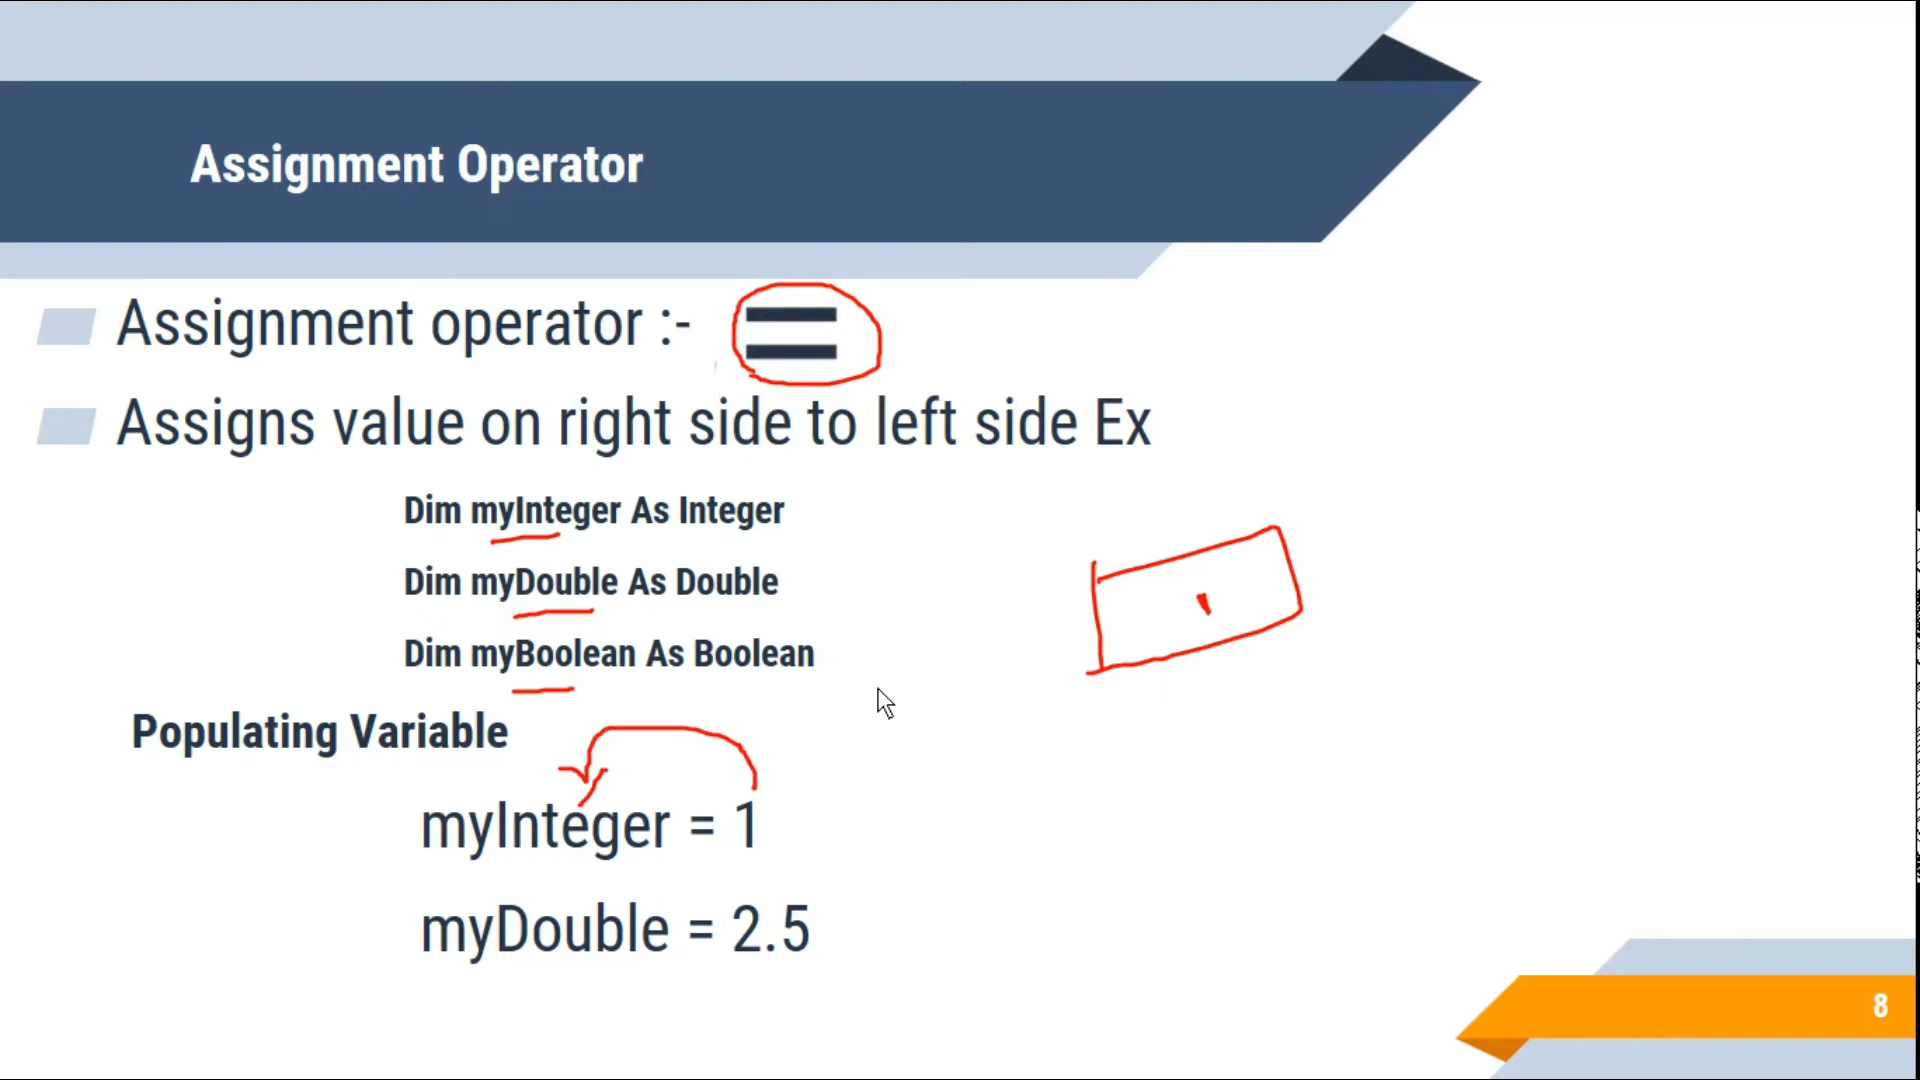 Assignment Operator
Assignment operator :- =
Assigns value on right side to left side Ex
Dim myInteger As Integer
Dim myDouble As Double
Dim myBoolean As Boolean
Populating Variable
myInteger = 1
myDouble = 2.5
8